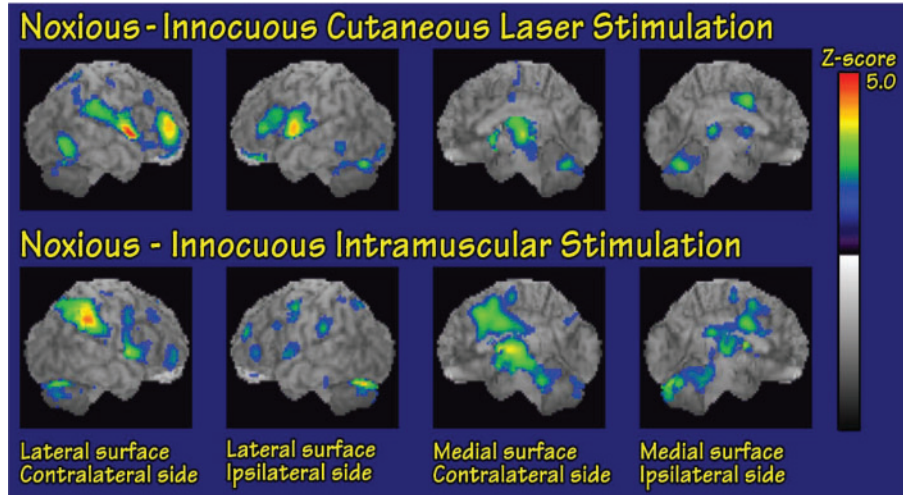 Noxious - Innocuous Cutaneous Laser Stimulation
Z-score
5.0
Noxious - Innocuous Intramuscular Stimulation
Lateral surface
Contralateral side
Lateral surface
Ipsilateral side
Medial surface
Contralateral side
Medial surface
Ipsilateral side